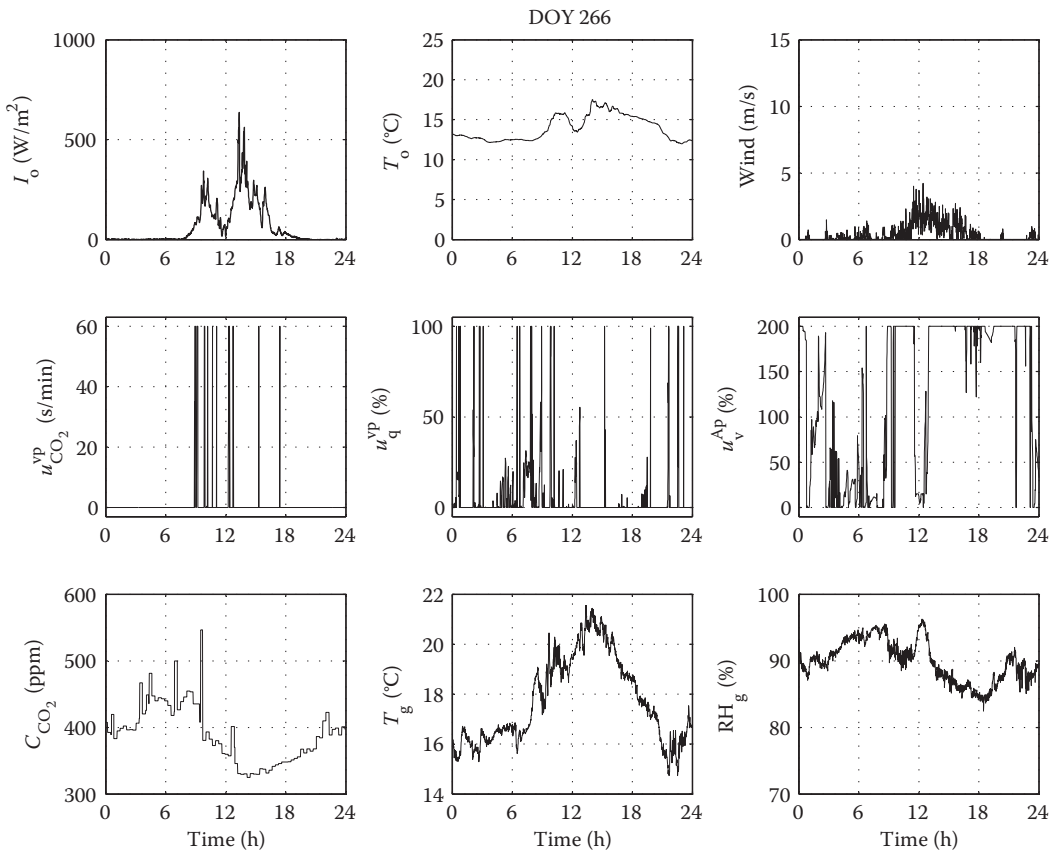 DOY 266
I_o (W/m^2)
1000
500
0
0 6 12 18 24
T_o (°C)
25
20
15
10
5
0
0 6 12 18 24
Wind (m/s)
15
10
5
0
0 6 12 18 24
u_CO2^vp (s/min)
60
40
20
0
0 6 12 18 24
u_q^vp (%)
100
50
0
0 6 12 18 24
u_v^Ap (%)
200
150
100
50
0
0 6 12 18 24
C_CO2 (ppm)
600
500
400
300
0 6 12 18 24
Time (h)
T_g (°C)
22
20
18
16
14
0 6 12 18 24
Time (h)
RH_g (%)
100
90
80
70
0 6 12 18 24
Time (h)